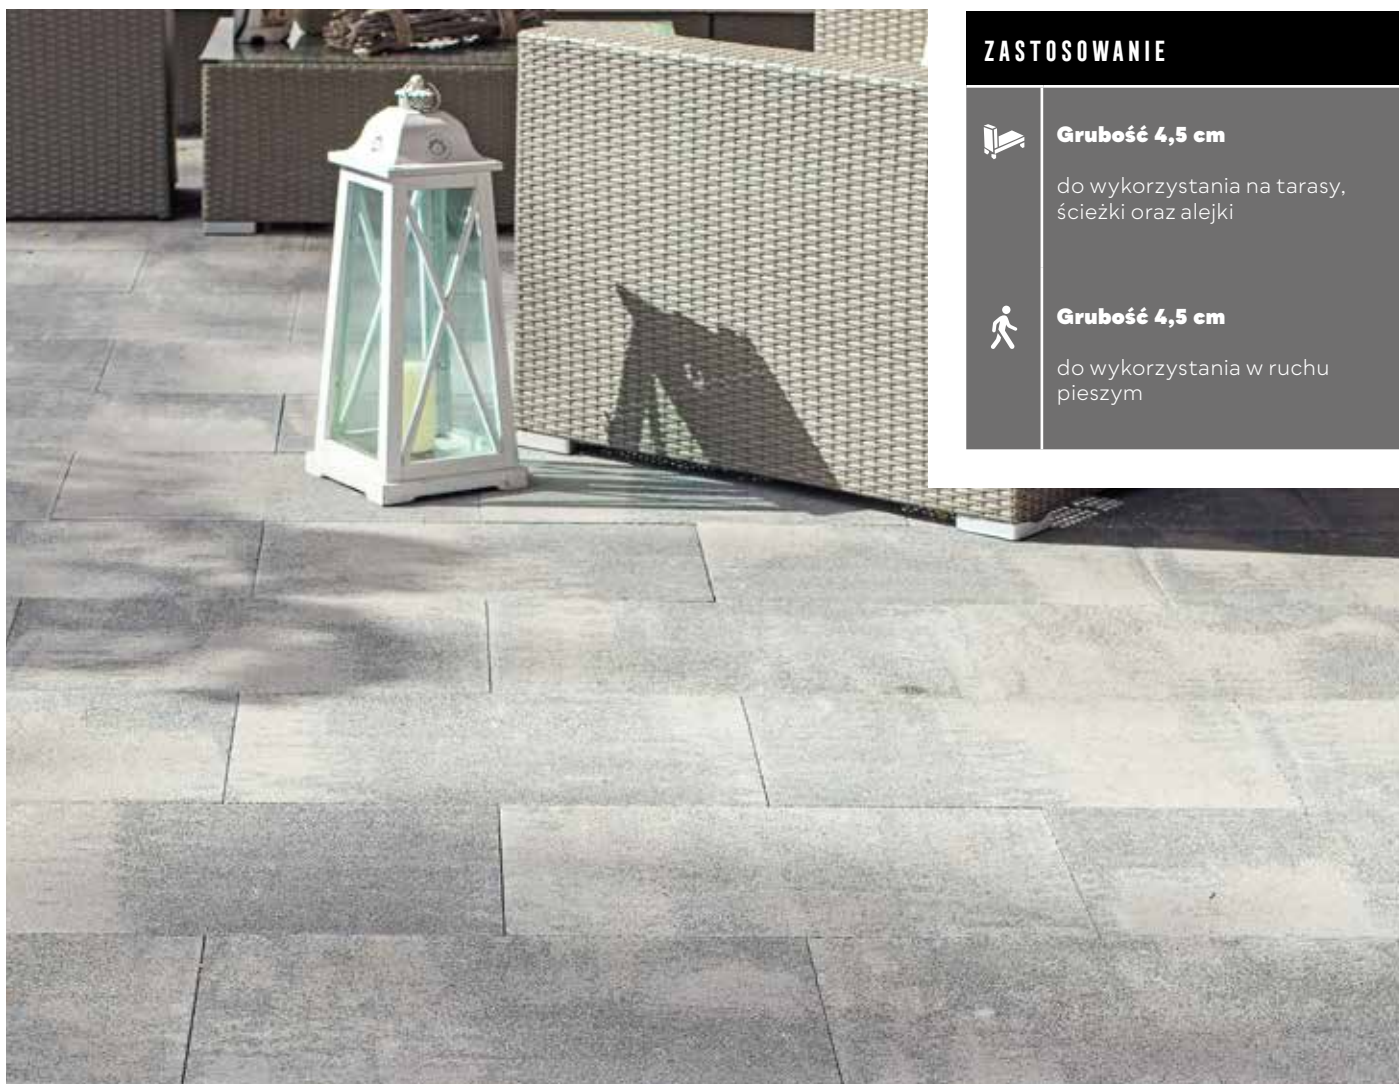 ZASTOSOWANIE
Grubość 4,5 cm
do wykorzystania na tarasy,
ścieżki oraz alejki
Grubość 4,5 cm
do wykorzystania w ruchu
pieszym